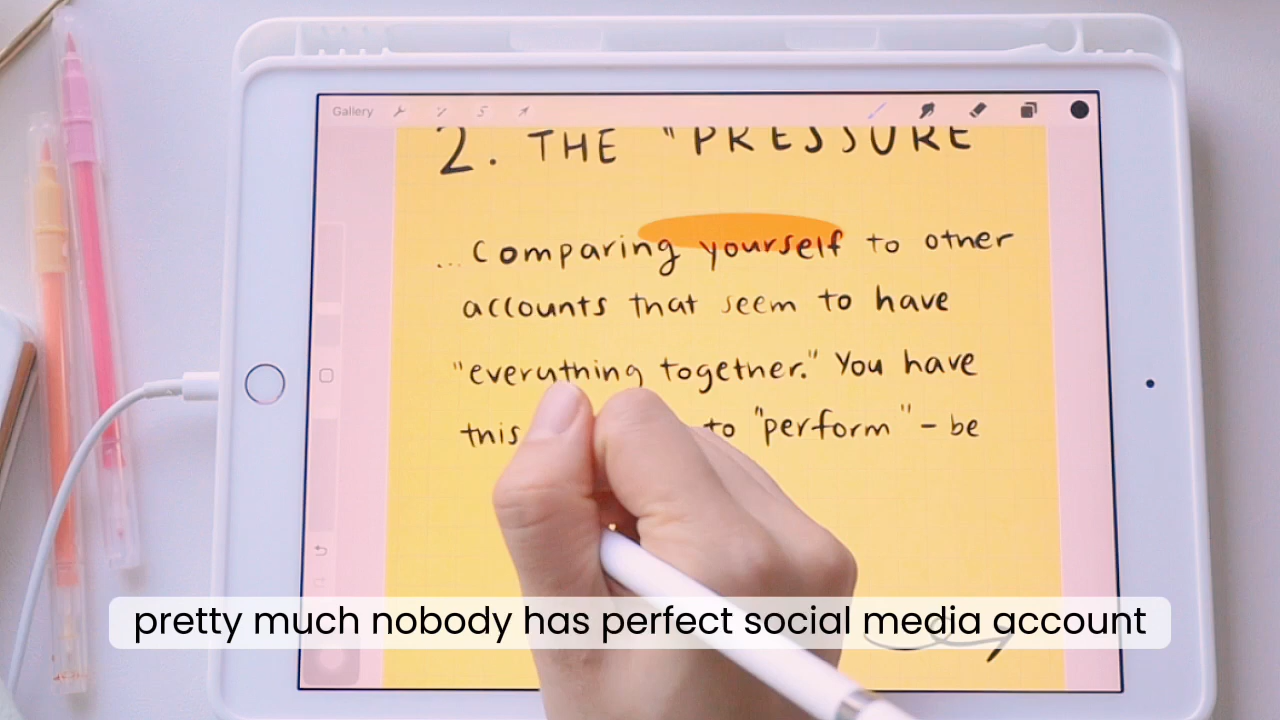 Gallery
2. THE "PRESSURE
...Comparing yourself to other
accounts that seem to have
"everything together." You have
this to "perform" - be
pretty much nobody has perfect social media account